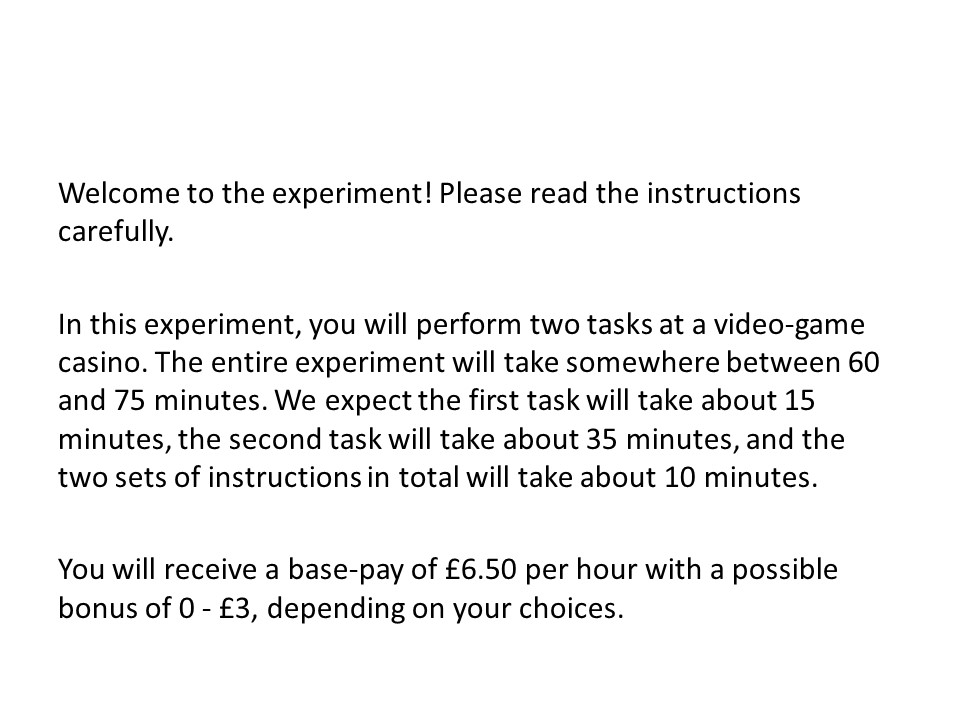 Welcome to the experiment! Please read the instructions
carefully.
In this experiment, you will perform two tasks at a video-game
casino. The entire experiment will take somewhere between 60
and 75 minutes. We expect the first task will take about 15
minutes, the second task will take about 35 minutes, and the
two sets of instructions in total will take about 10 minutes.
You will receive a base-pay of £6.50 per hour with a possible
bonus of 0 - £3, depending on your choices.